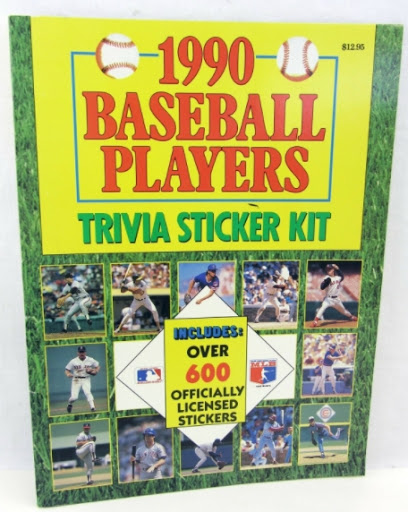 $12.95
1990
BASEBALL
PLAYERS
TRIVIA STICKER KIT
INCLUDES:
OVER
600
OFFICIALLY
LICENSED
STICKERS